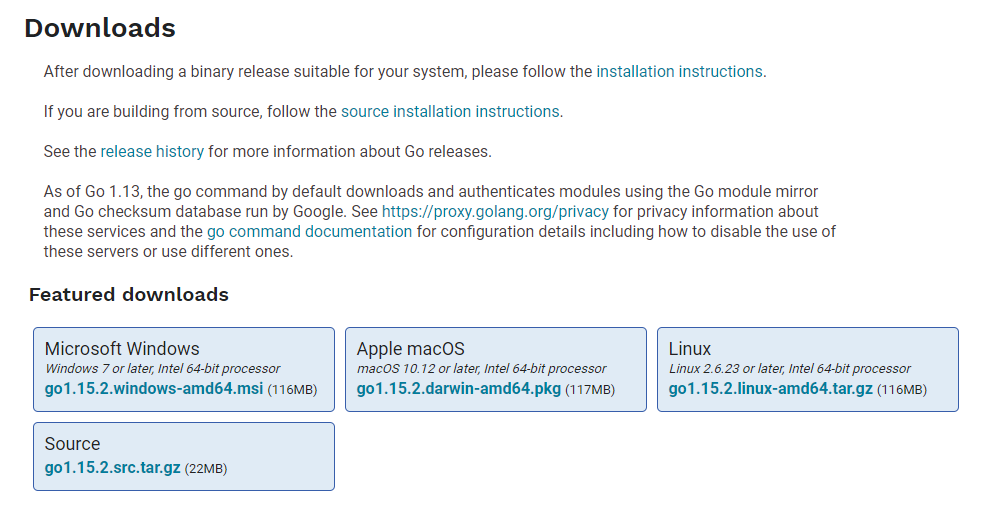 Downloads
After downloading a binary release suitable for your system, please follow the installation instructions.
If you are building from source, follow the source installation instructions.
See the release history for more information about Go releases.
As of Go 1.13, the go command by default downloads and authenticates modules using the Go module mirror
and Go checksum database run by Google. See https://proxy.golang.org/privacy for privacy information about
these services and the go command documentation for configuration details including how to disable the use of
these servers or use different ones.
Featured downloads
Microsoft Windows
Windows 7 or later, Intel 64-bit processor
go1.15.2.windows-amd64.msi (116MB)
Apple macOS
macOS 10.12 or later, Intel 64-bit processor
go1.15.2.darwin-amd64.pkg (117MB)
Linux
Linux 2.6.23 or later, Intel 64-bit processor
go1.15.2.linux-amd64.tar.gz (116MB)
Source
go1.15.2.src.tar.gz (22MB)